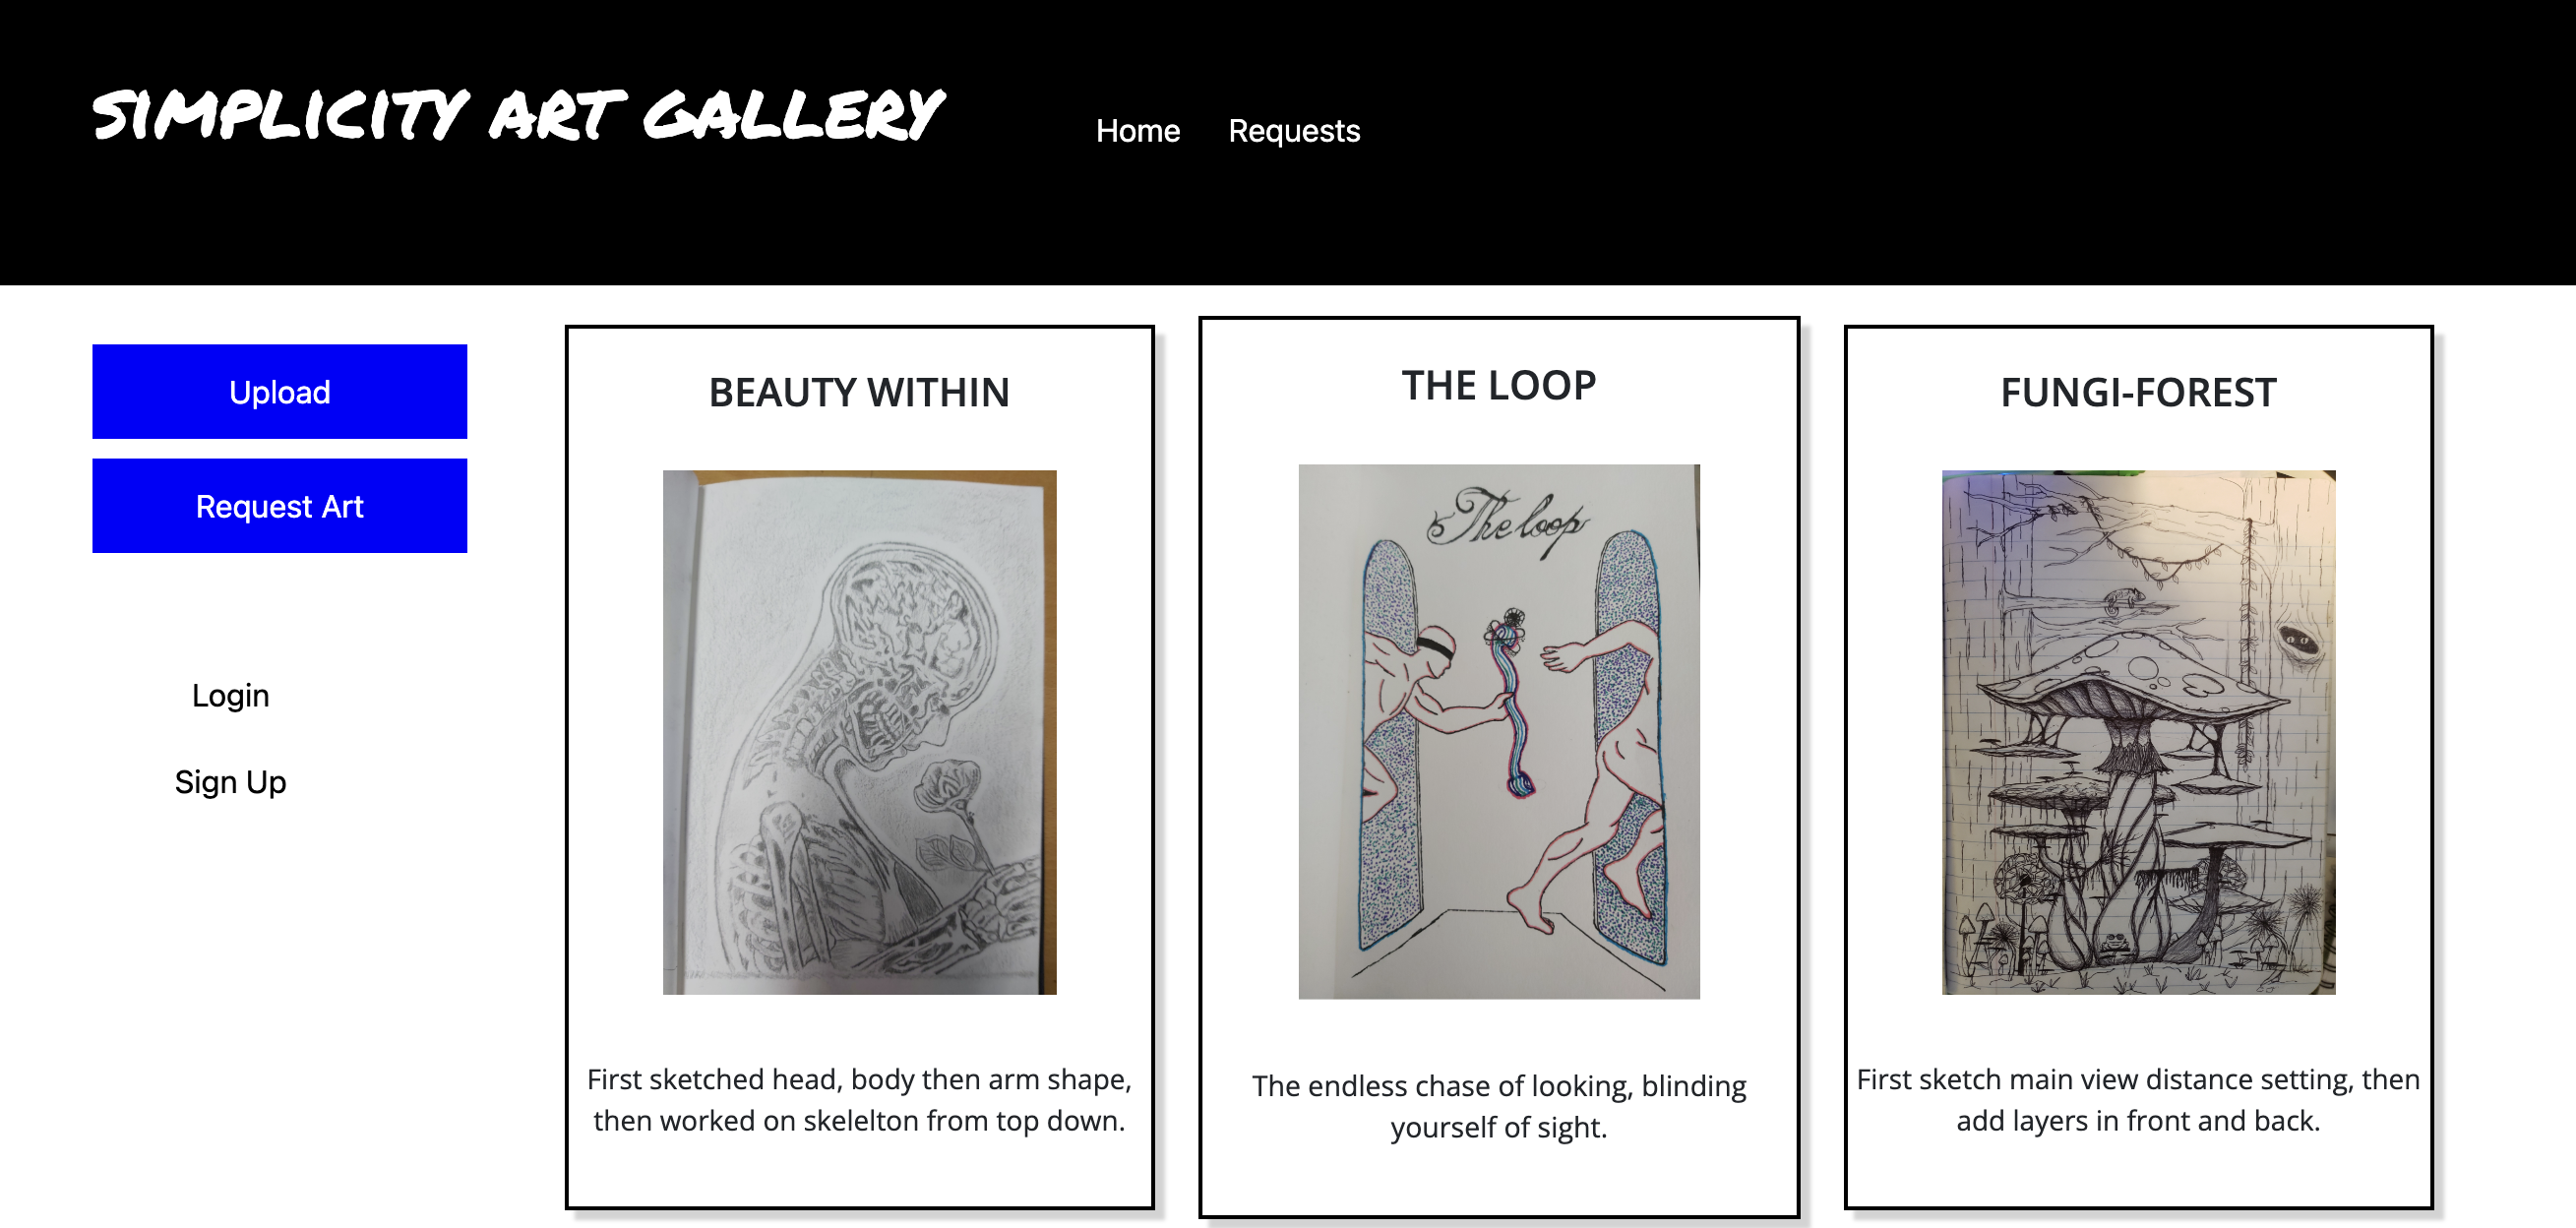 SIMPLICITY ART GALLERY
Home
Requests
Upload
Request Art
Login
Sign Up
BEAUTY WITHIN
First sketched head, body then arm shape,
then worked on skelelton from top down.
THE LOOP
The loop
The endless chase of looking, blinding
yourself of sight.
FUNGI-FOREST
First sketch main view distance setting, then
add layers in front and back.